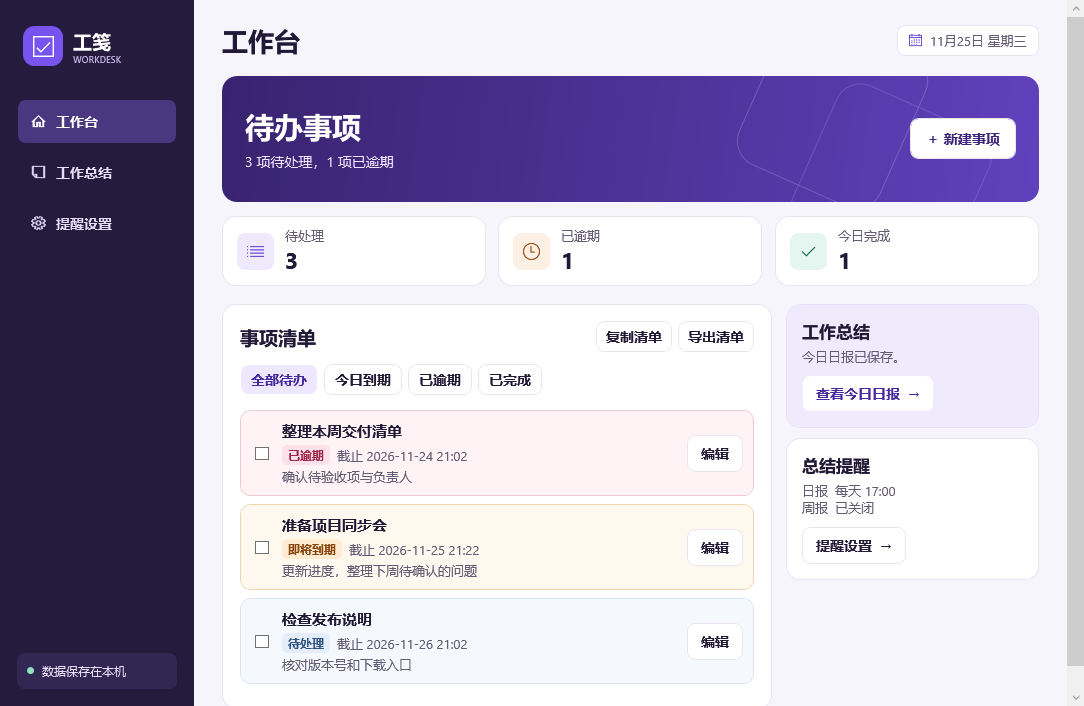 工笺
WORKDESK
工作台
工作总结
提醒设置
数据保存在本机
工作台
11月25日 星期三
待办事项
3 项待处理，1 项已逾期
+ 新建事项
待处理
3
已逾期
1
今日完成
1
事项清单
复制清单
导出清单
全部待办
今日到期
已逾期
已完成
整理本周交付清单
已逾期 截止 2026-11-24 21:02
确认待验收项与负责人
编辑
准备项目同步会
即将到期 截止 2026-11-25 21:22
更新进度，整理下周待确认的问题
编辑
检查发布说明
待处理 截止 2026-11-26 21:02
核对版本号和下载入口
编辑
工作总结
今日日报已保存。
查看今日日报 →
总结提醒
日报 每天 17:00
周报 已关闭
提醒设置 →